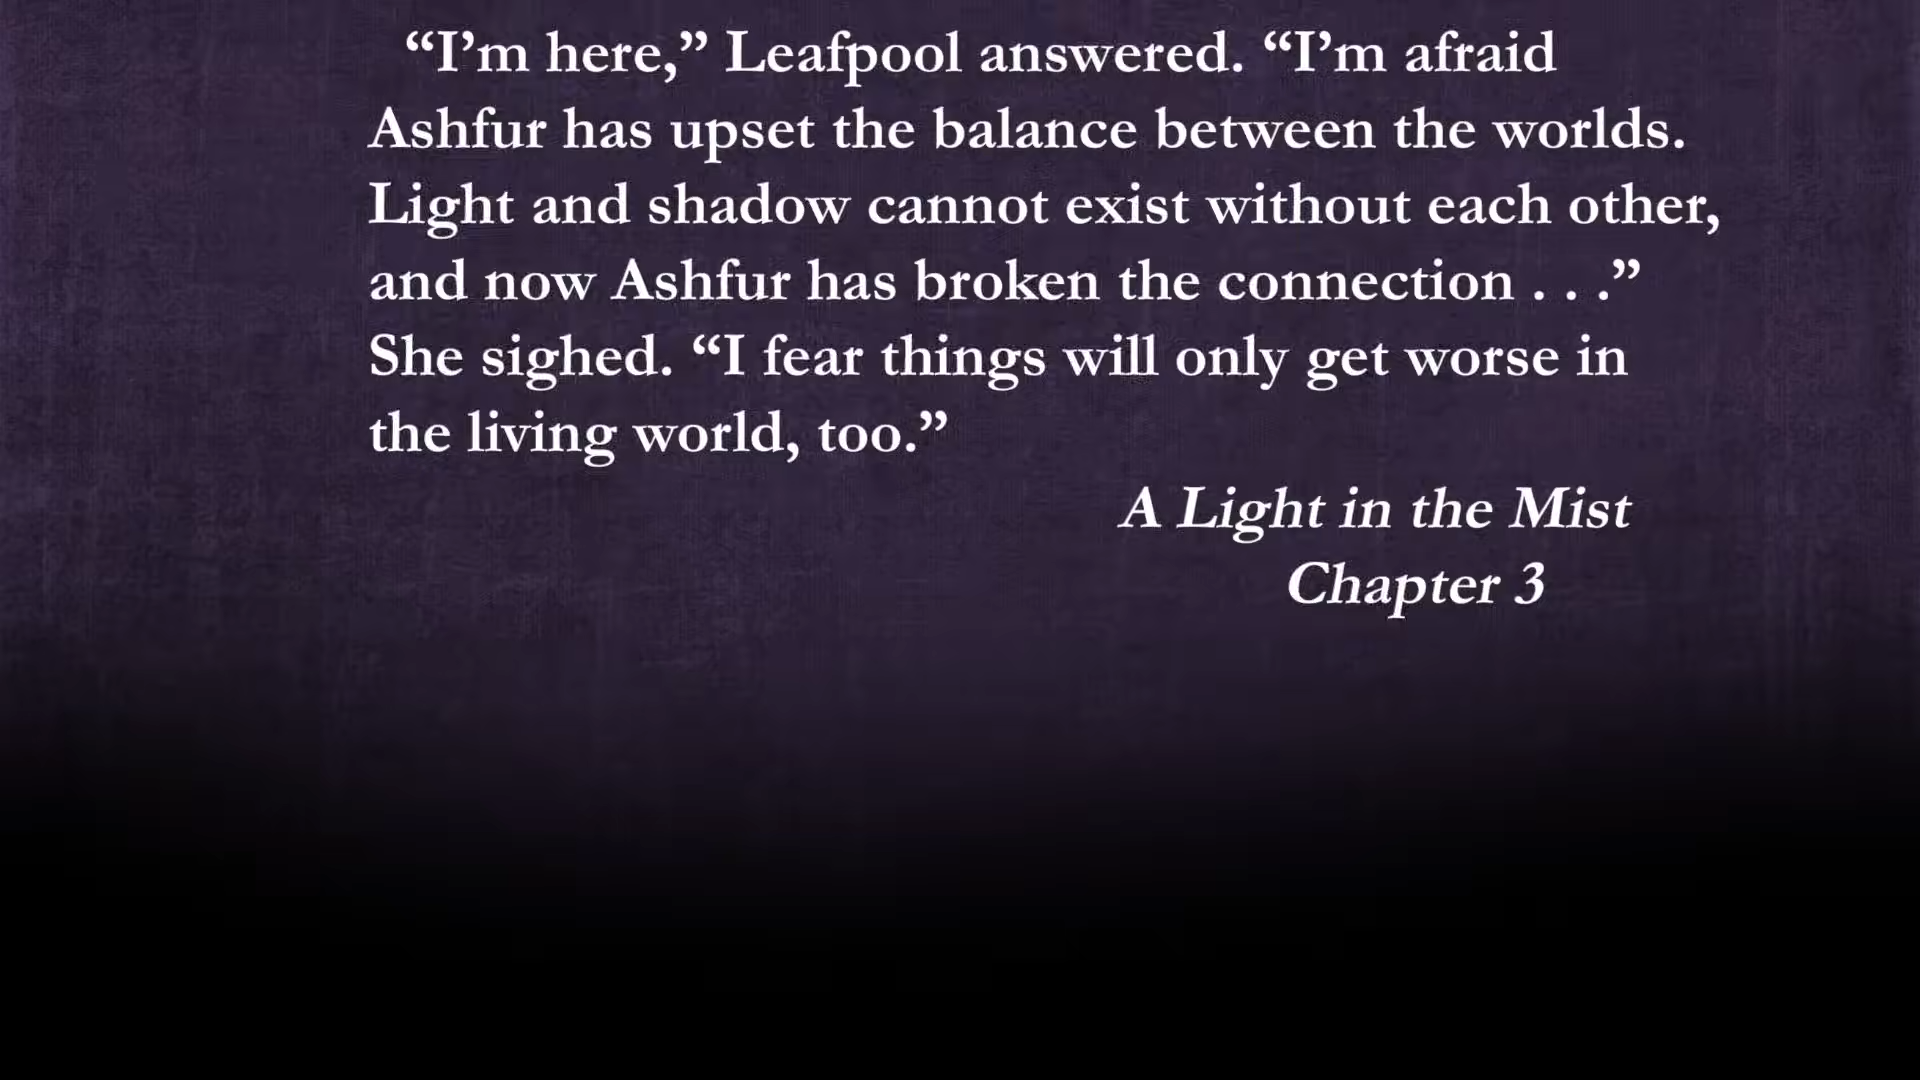 “I’m here,” Leafpool answered. “I’m afraid
Ashfur has upset the balance between the worlds.
Light and shadow cannot exist without each other,
and now Ashfur has broken the connection . . .”
She sighed. “I fear things will only get worse in
the living world, too.”
A Light in the Mist
Chapter 3